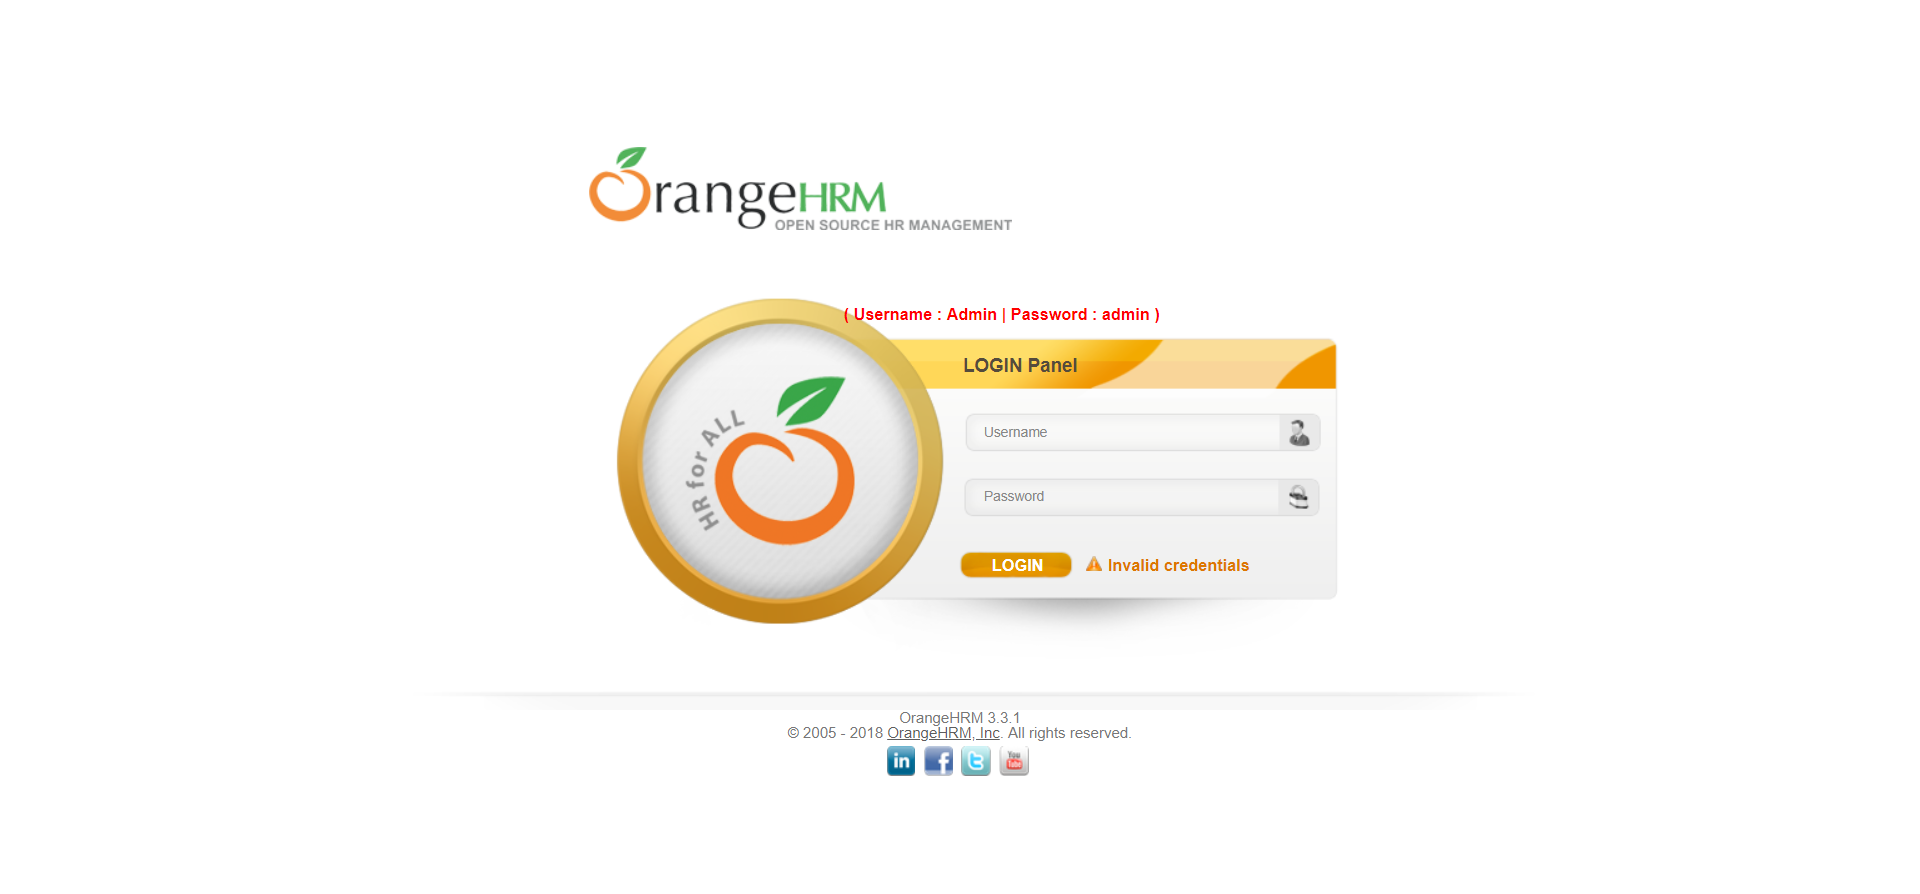 OrangeHRM
OPEN SOURCE HR MANAGEMENT
( Username : Admin | Password : admin )
LOGIN Panel
HR for ALL
Username
Password
LOGIN
Invalid credentials
OrangeHRM 3.3.1
© 2005 - 2018 OrangeHRM, Inc. All rights reserved.
in f t You Tube